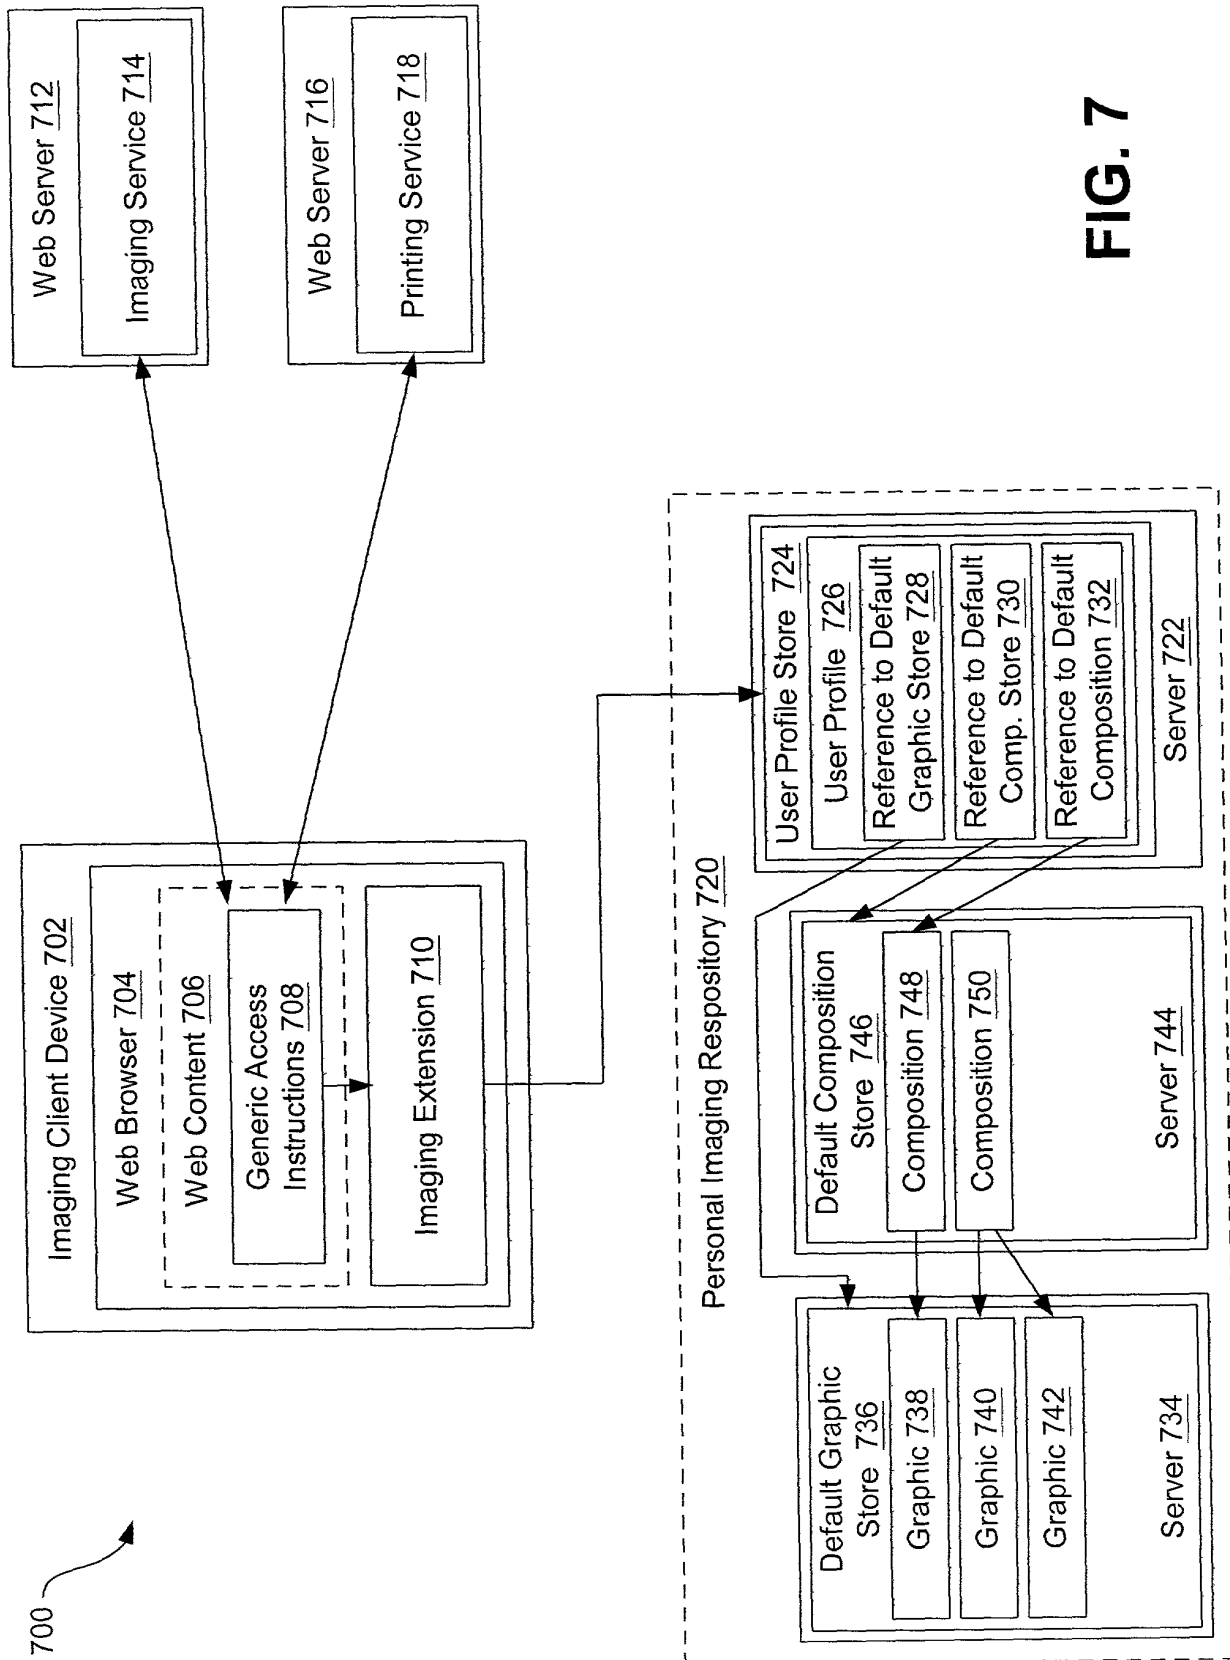 700
Imaging Client Device 702
Web Browser 704
Web Content 706
Generic Access
Instructions 708
Imaging Extension 710
Web Server 712
Imaging Service 714
Web Server 716
Printing Service 718
Personal Imaging Respository 720
Default Graphic
Store 736
Graphic 738
Graphic 740
Graphic 742
Server 734
Default Composition
Store 746
Composition 748
Composition 750
Server 744
User Profile Store 724
User Profile 726
Reference to Default
Graphic Store 728
Reference to Default
Comp. Store 730
Reference to Default
Composition 732
Server 722
FIG. 7